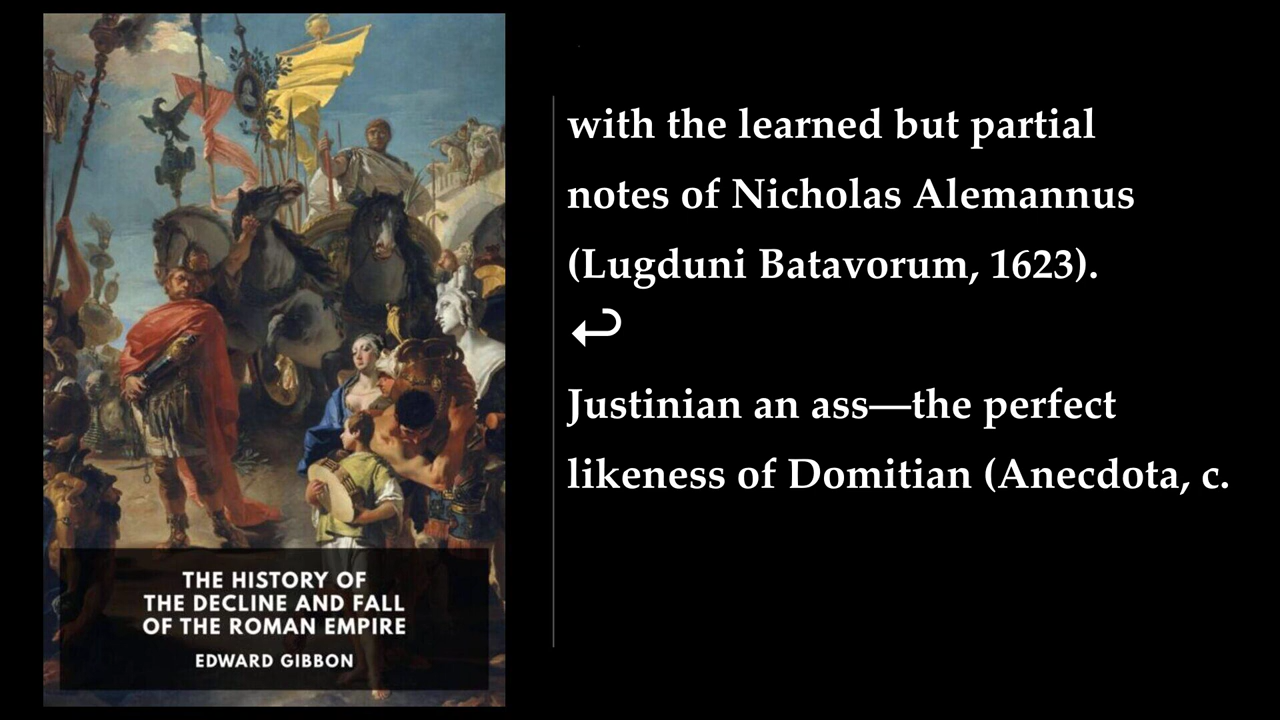 THE HISTORY OF
THE DECLINE AND FALL
OF THE ROMAN EMPIRE
EDWARD GIBBON
with the learned but partial
notes of Nicholas Alemannus
(Lugduni Batavorum, 1623).
↩
Justinian an ass—the perfect
likeness of Domitian (Anecdota, c.